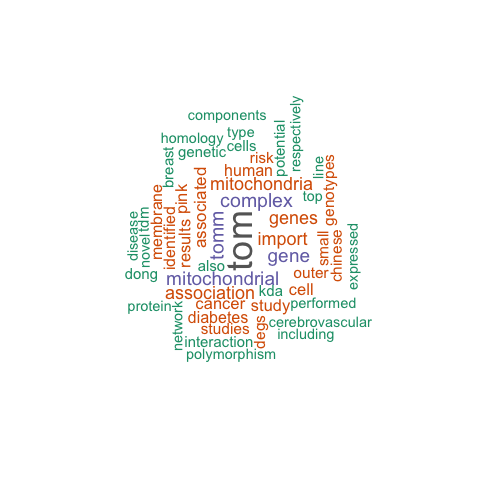 components
respectively
type
homology
potential
cells
genetic
breast
risk
line
human
genotypes
associated
mitochondria
pink
membrane
top
complex
identified
genes
tomm
tom
disease
novel
tdm
results
import
small
chinese
gene
also
dong
outer
expressed
mitochondrial
kda
cell
association
protein
cancer
study
performed
diabetes
network
studies
degs
cerebrovascular
including
interaction
polymorphism